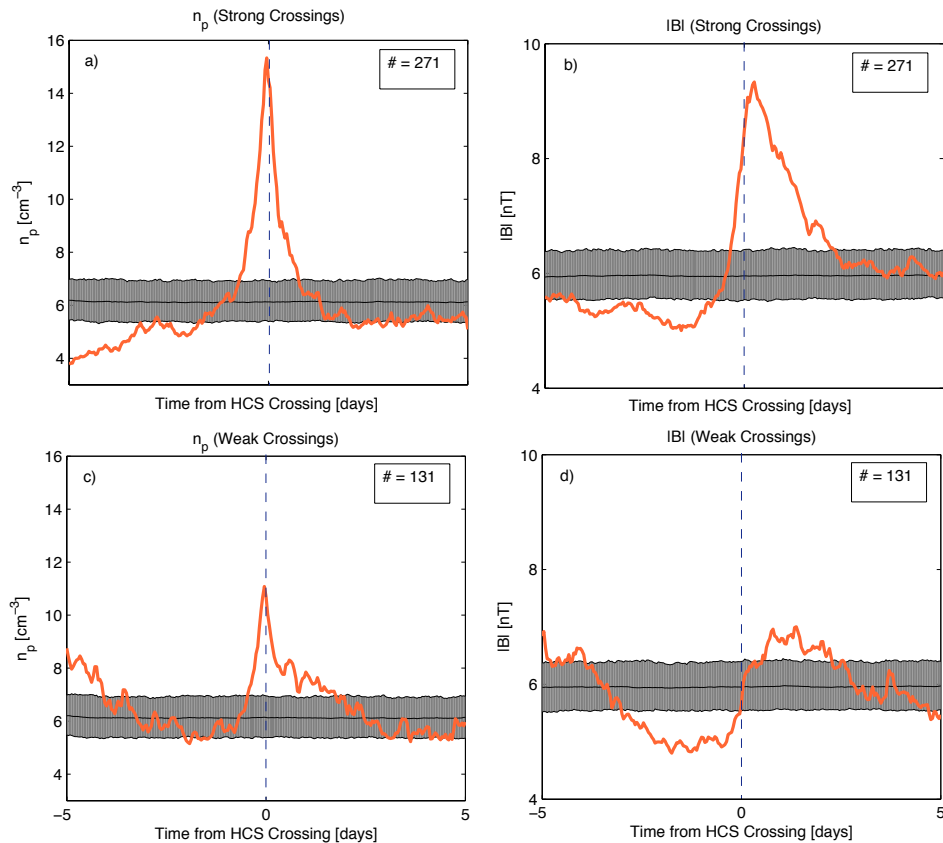 n_p (Strong Crossings)
a)
# = 271
16
14
12
10
8
6
4
n_p [cm⁻³]
Time from HCS Crossing [days]
|B| (Strong Crossings)
b)
# = 271
10
8
6
4
|B| [nT]
Time from HCS Crossing [days]
n_p (Weak Crossings)
c)
# = 131
16
14
12
10
8
6
4
n_p [cm⁻³]
−5 0 5
Time from HCS Crossing [days]
|B| (Weak Crossings)
d)
# = 131
10
8
6
4
|B| [nT]
−5 0 5
Time from HCS Crossing [days]